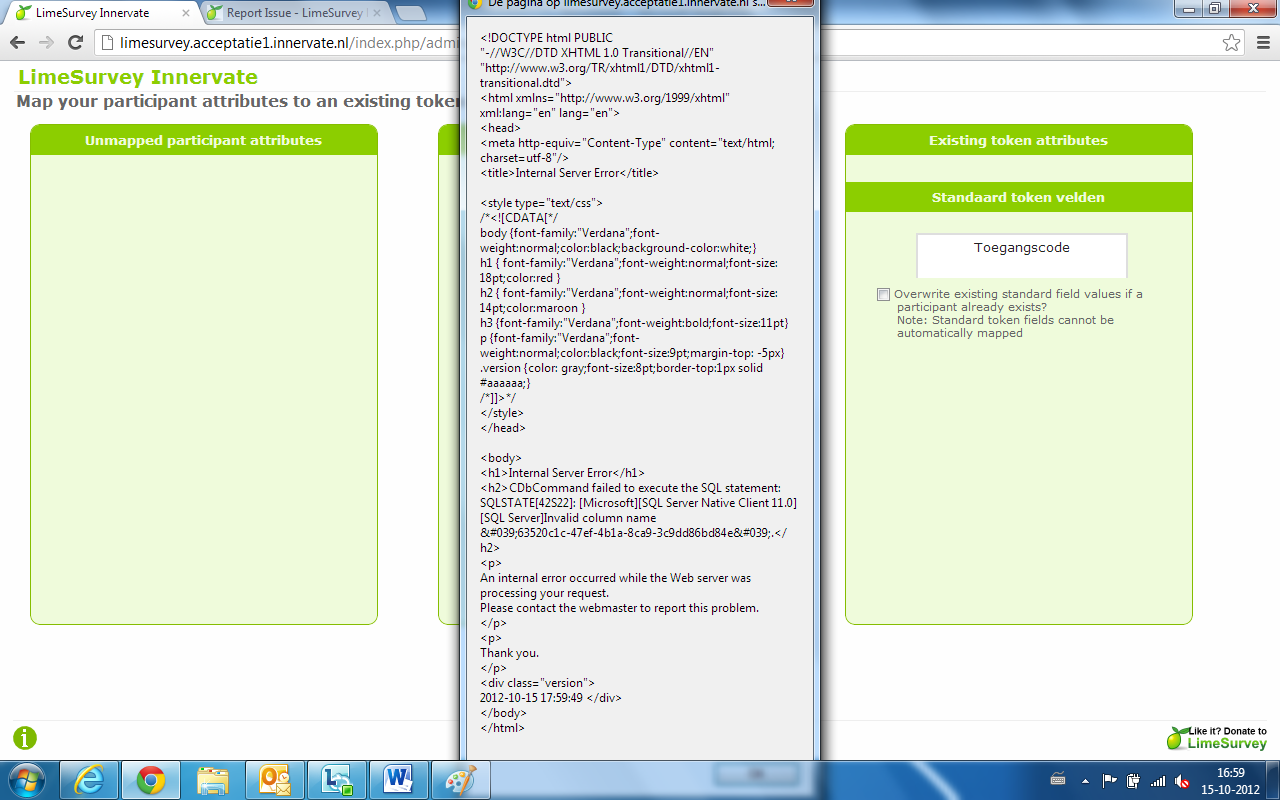 LimeSurvey Innervate
Report Issue - LimeSurvey
De pagina op limesurvey.acceptatie1.innervate.nl s...
limesurvey.acceptatie1.innervate.nl/index.php/admi
LimeSurvey Innervate
Map your participant attributes to an existing token
Unmapped participant attributes
<!DOCTYPE html PUBLIC
"-//W3C//DTD XHTML 1.0 Transitional//EN"
"http://www.w3.org/TR/xhtml1/DTD/xhtml1-
transitional.dtd">
<html xmlns="http://www.w3.org/1999/xhtml"
xml:lang="en" lang="en">
<head>
<meta http-equiv="Content-Type" content="text/html;
charset=utf-8"/>
<title>Internal Server Error</title>
<style type="text/css">
/*<![CDATA[*/
body {font-family:"Verdana";font-
weight:normal;color:black;background-color:white;}
h1 { font-family:"Verdana";font-weight:normal;font-size:
18pt;color:red }
h2 { font-family:"Verdana";font-weight:normal;font-size:
14pt;color:maroon }
h3 {font-family:"Verdana";font-weight:bold;font-size:11pt}
p {font-family:"Verdana";font-
weight:normal;color:black;font-size:9pt;margin-top: -5px}
.version {color: gray;font-size:8pt;border-top:1px solid
#aaaaaa;}
/*]]>*/
</style>
</head>
<body>
<h1>Internal Server Error</h1>
<h2>CDbCommand failed to execute the SQL statement:
SQLSTATE[42S22]: [Microsoft][SQL Server Native Client 11.0]
[SQL Server]Invalid column name
&#039;63520c1c-47ef-4b1a-8ca9-3c9dd86bd84e&#039;.</
h2>
<p>
An internal error occurred while the Web server was
processing your request.
Please contact the webmaster to report this problem.
</p>
<p>
Thank you.
</p>
<div class="version">
2012-10-15 17:59:49 </div>
</body>
</html>
Existing token attributes
Standaard token velden
Toegangscode
Overwrite existing standard field values if a
participant already exists?
Note: Standard token fields cannot be
automatically mapped
Like it? Donate to
LimeSurvey
16:59
15-10-2012